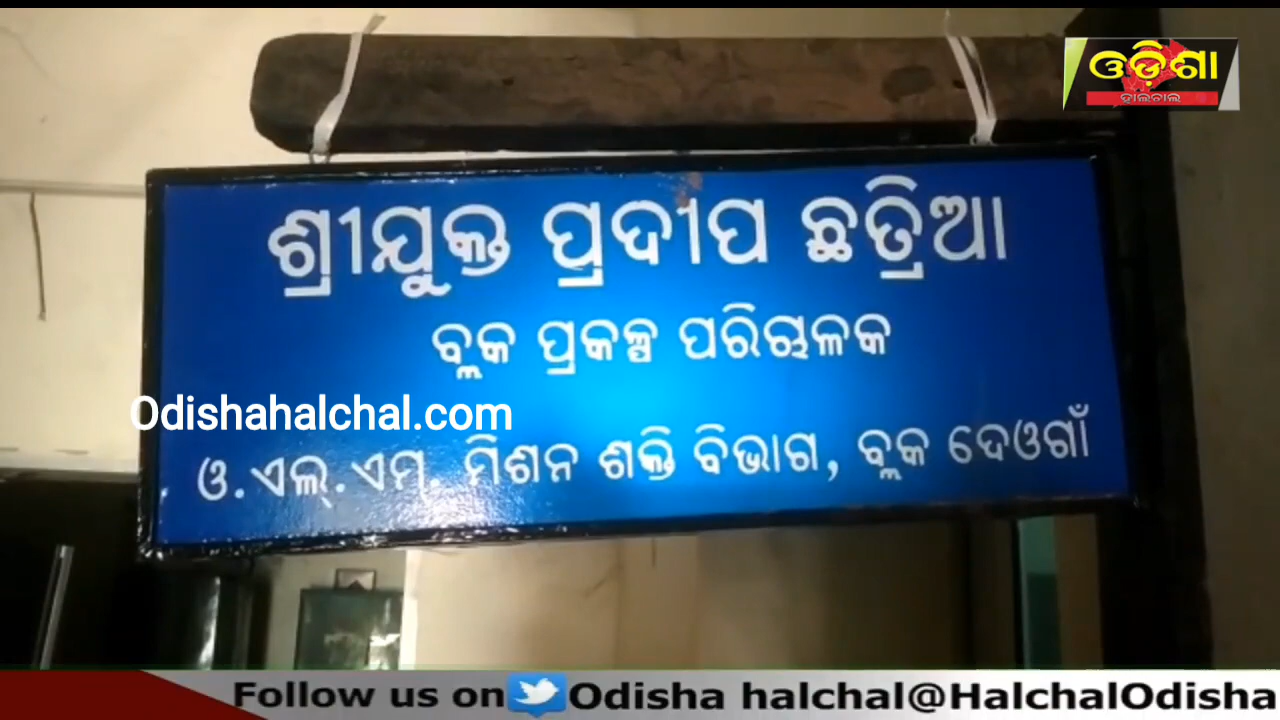 ଓଡ଼ିଶା
ହାଲଚାଲ
ଶ୍ରୀଯୁକ୍ତ ପ୍ରଦୀପ ଛତ୍ରିଆ
ବ୍ଲକ ପ୍ରକଳ୍ପ ପରିଚାଳକ
Odishahalchal.com
ଓ.ଏଲ୍.ଏମ୍. ମିଶନ ଶକ୍ତି ବିଭାଗ, ବ୍ଲକ ଦେଓଗାଁ
Follow us on Odisha halchal@HalchalOdisha